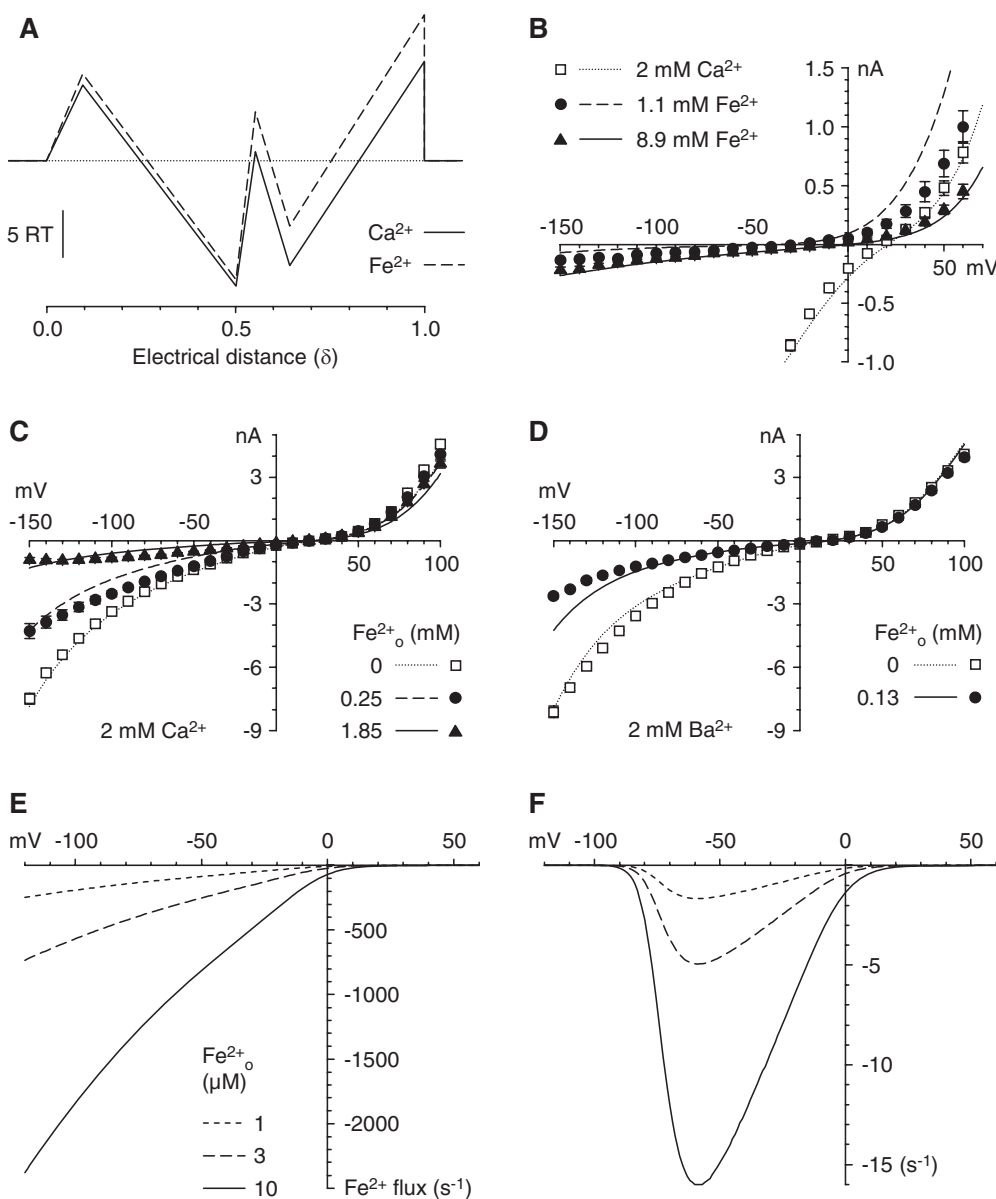 A
5 RT
Ca²⁺
Fe²⁺
0.0 0.5 1.0
Electrical distance (δ)
B
2 mM Ca²⁺
1.1 mM Fe²⁺
8.9 mM Fe²⁺
nA
1.5
1.0
0.5
-150 -100 -50
50 mV
-0.5
-1.0
C
nA
mV
3
-150 -100 -50
50 100
-3
-6
-9
Fe²⁺ₒ (mM)
0
0.25
1.85
2 mM Ca²⁺
D
nA
mV
3
-150 -100 -50
50 100
-3
-6
-9
Fe²⁺ₒ (mM)
0
0.13
2 mM Ba²⁺
E
mV -100 -50 0 50
-500
-1000
-1500
-2000
Fe²⁺ₒ
(µM)
1
3
10
Fe²⁺ flux (s⁻¹)
F
mV -100 -50 0 50
-5
-10
-15 (s⁻¹)